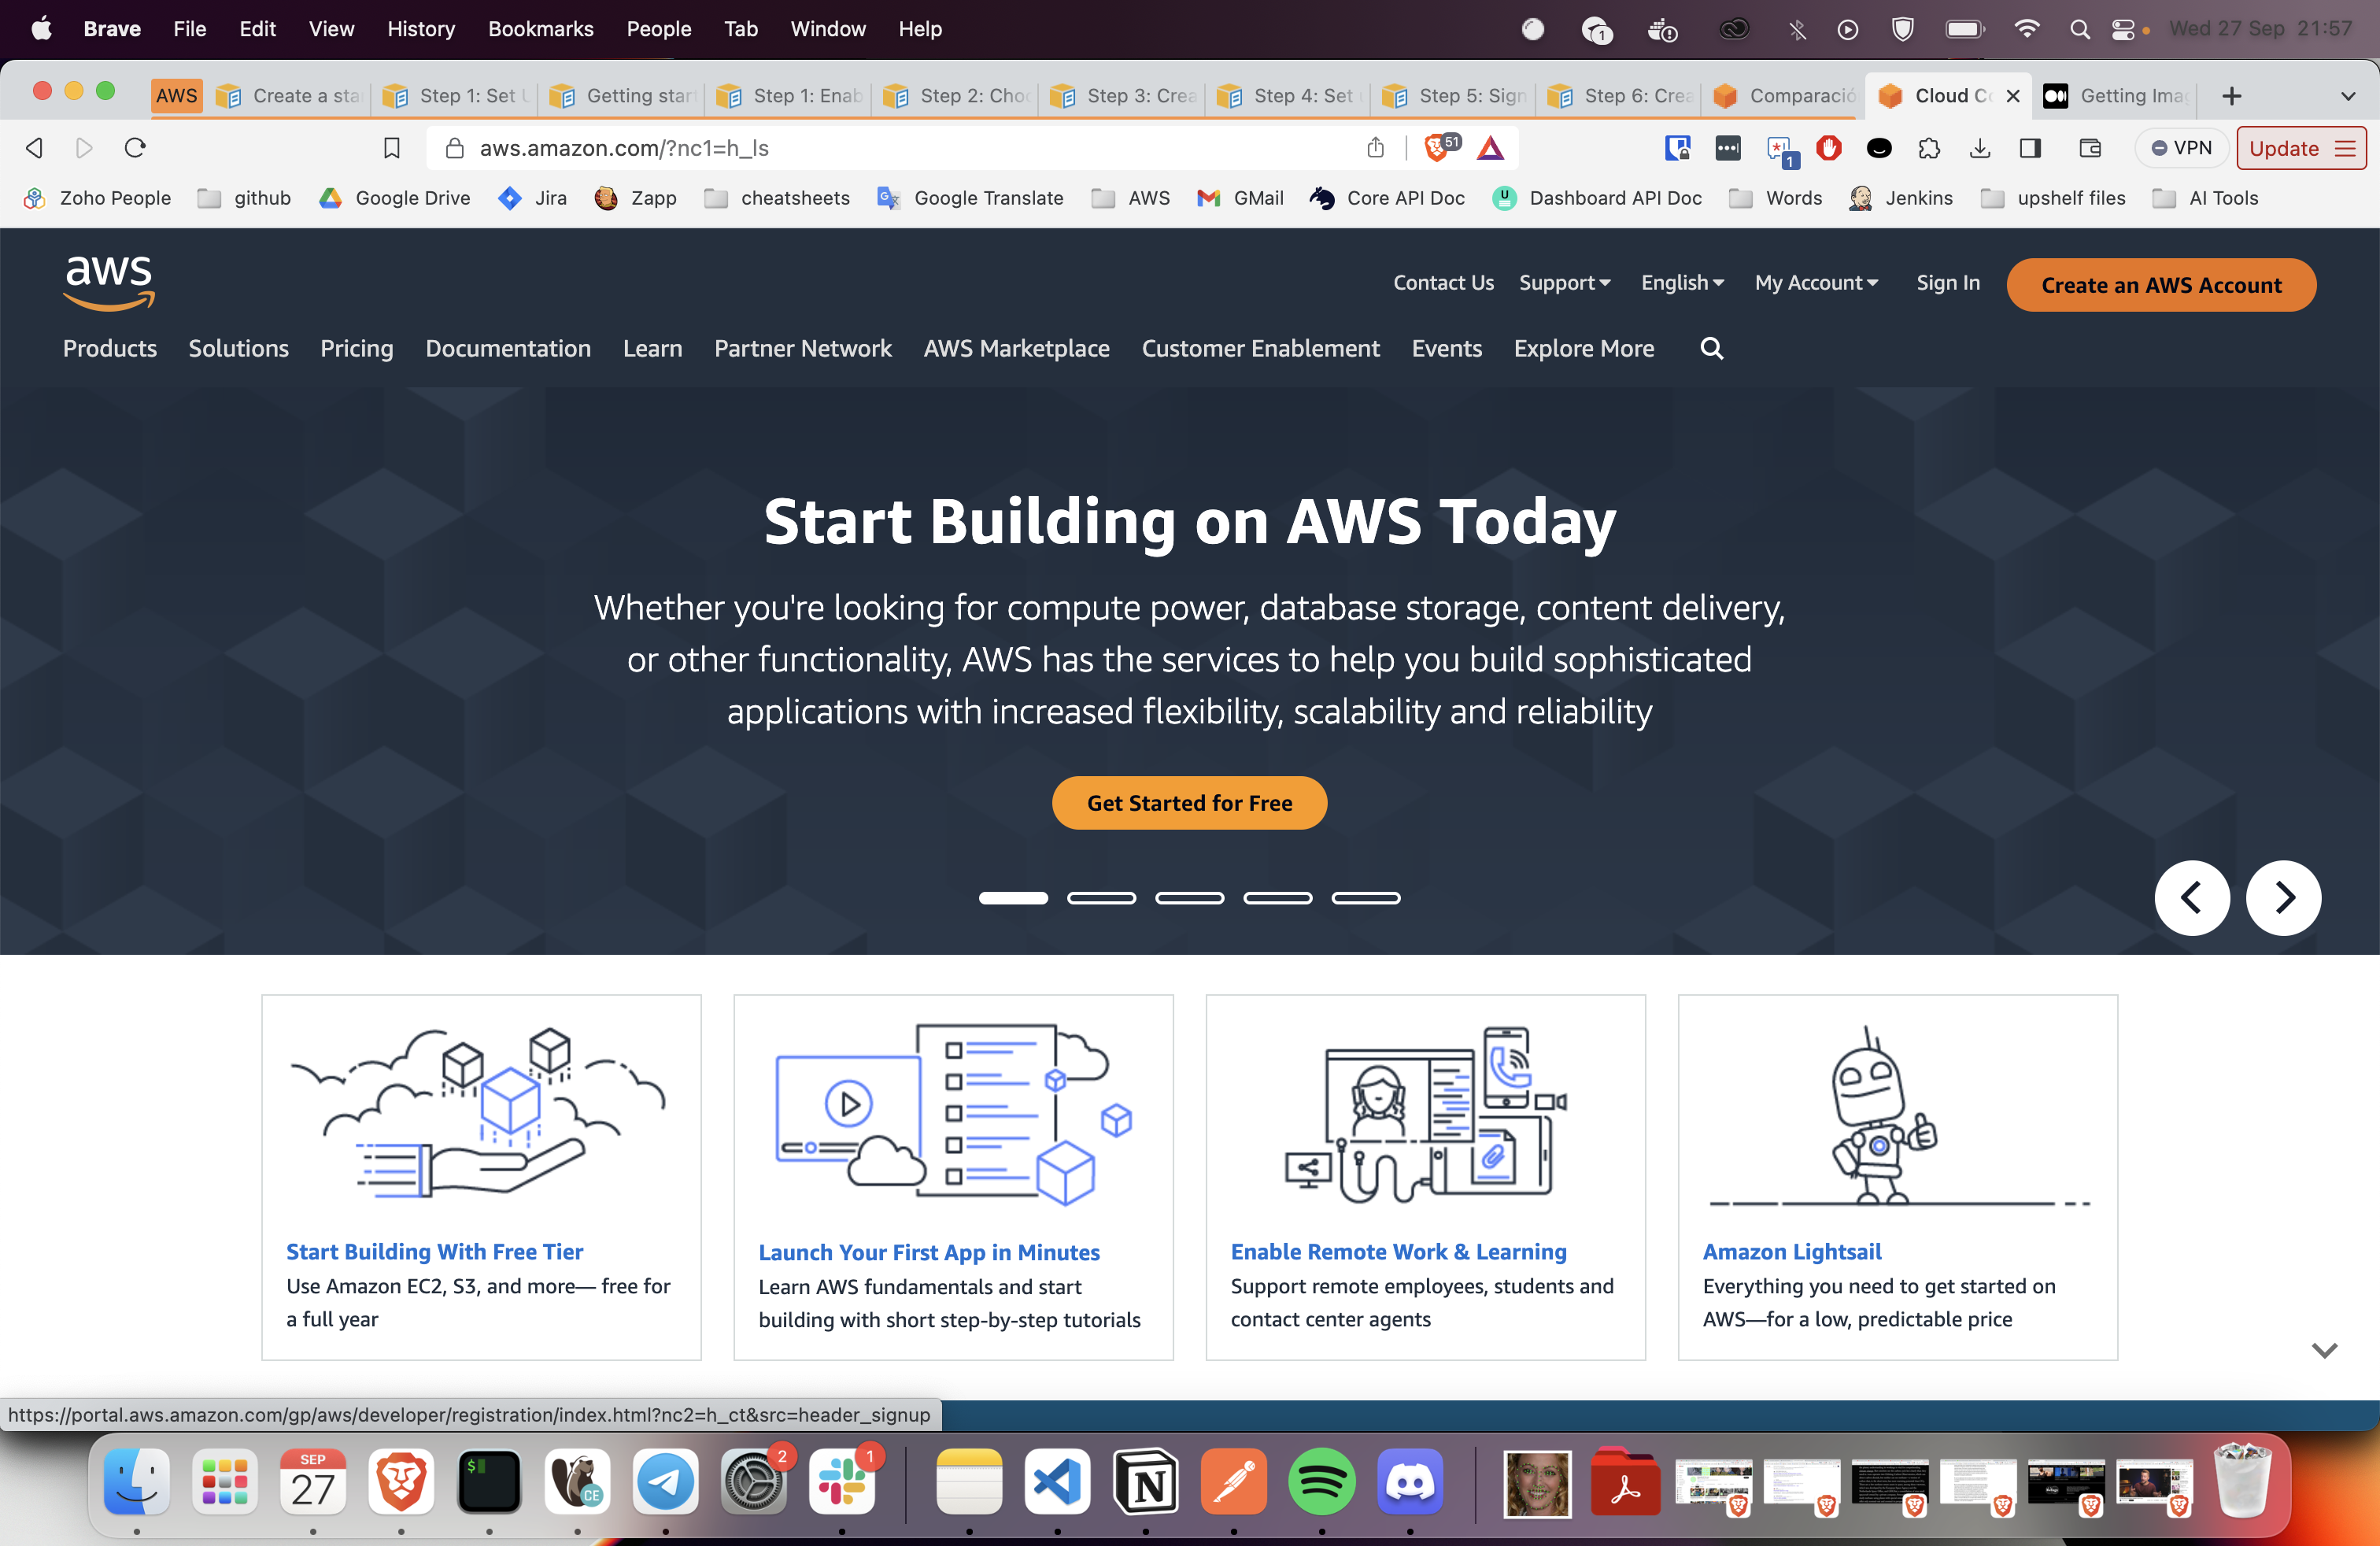 Brave File Edit View History Bookmarks People Tab Window Help 1 Wed 27 Sep 21:57
AWS Create a sta Step 1: Set U Getting start Step 1: Enab Step 2: Choo Step 3: Crea Step 4: Set Step 5: Sign Step 6: Crea Comparació Cloud Co Getting Imag
aws.amazon.com/?nc1=h_ls 51 1 VPN Update
Zoho People github Google Drive Jira Zapp cheatsheets Google Translate AWS GMail Core API Doc Dashboard API Doc Words Jenkins upshelf files AI Tools
aws
Contact Us Support English My Account Sign In Create an AWS Account
Products Solutions Pricing Documentation Learn Partner Network AWS Marketplace Customer Enablement Events Explore More
Start Building on AWS Today
Whether you're looking for compute power, database storage, content delivery,
or other functionality, AWS has the services to help you build sophisticated
applications with increased flexibility, scalability and reliability
Get Started for Free
Start Building With Free Tier
Use Amazon EC2, S3, and more— free for
a full year
Launch Your First App in Minutes
Learn AWS fundamentals and start
building with short step-by-step tutorials
Enable Remote Work & Learning
Support remote employees, students and
contact center agents
Amazon Lightsail
Everything you need to get started on
AWS—for a low, predictable price
https://portal.aws.amazon.com/gp/aws/developer/registration/index.html?nc2=h_ct&src=header_signup
SEP
27
$
CE
2
1